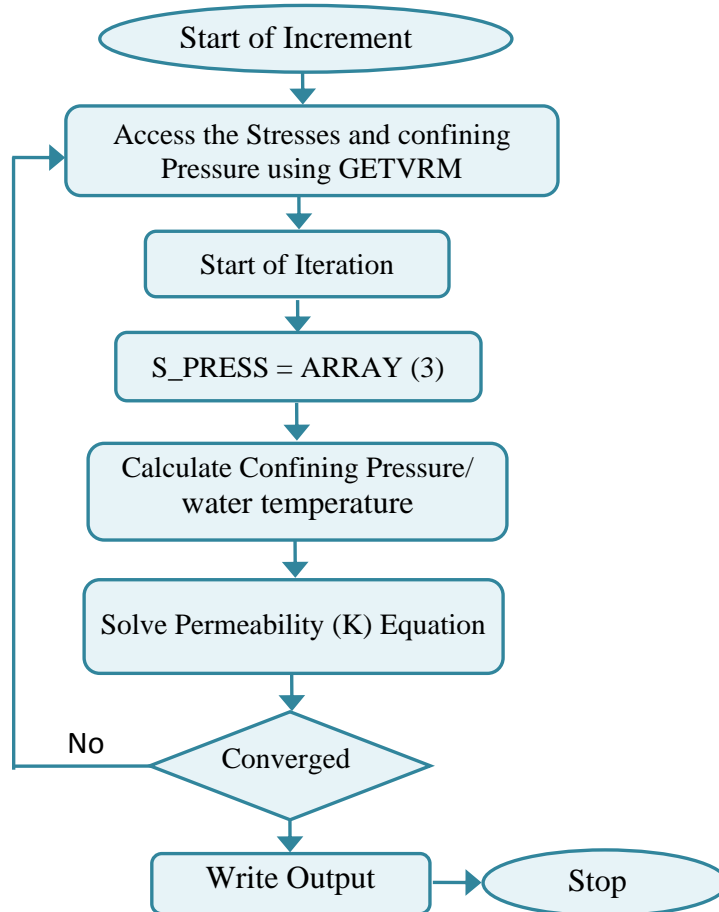 Start of Increment
Access the Stresses and confining
Pressure using GETVRM
Start of Iteration
S_PRESS = ARRAY (3)
Calculate Confining Pressure/
water temperature
Solve Permeability (K) Equation
No
Converged
Write Output
Stop